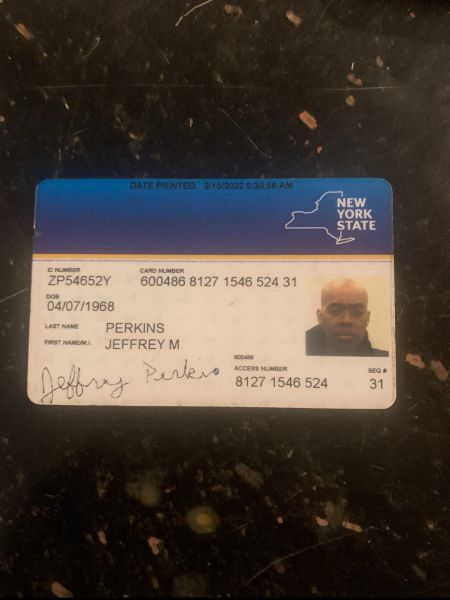 DATE PRINTED: 2/15/2022 9:30:56 AM
NEW
YORK
STATE
ID NUMBER
ZP54652Y
CARD NUMBER
600486 8127 1546 524 31
DOB
04/07/1968
LAST NAME PERKINS
FIRST NAME/M.I. JEFFREY M
Jeffrey Perkins
600486
ACCESS NUMBER
8127 1546 524
SEQ #
31